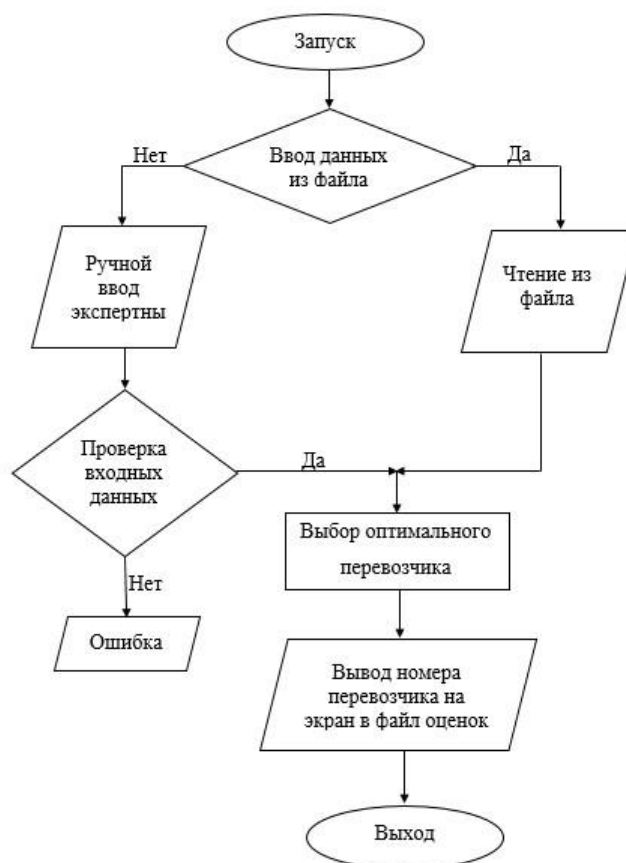 Запуск
Ввод данных
из файла
Нет
Да
Ручной
ввод
экспертны
Чтение из
файла
Проверка
входных
данных
Да
Выбор оптимального
перевозчика
Нет
Ошибка
Вывод номера
перевозчика на
экран в файл оценок
Выход